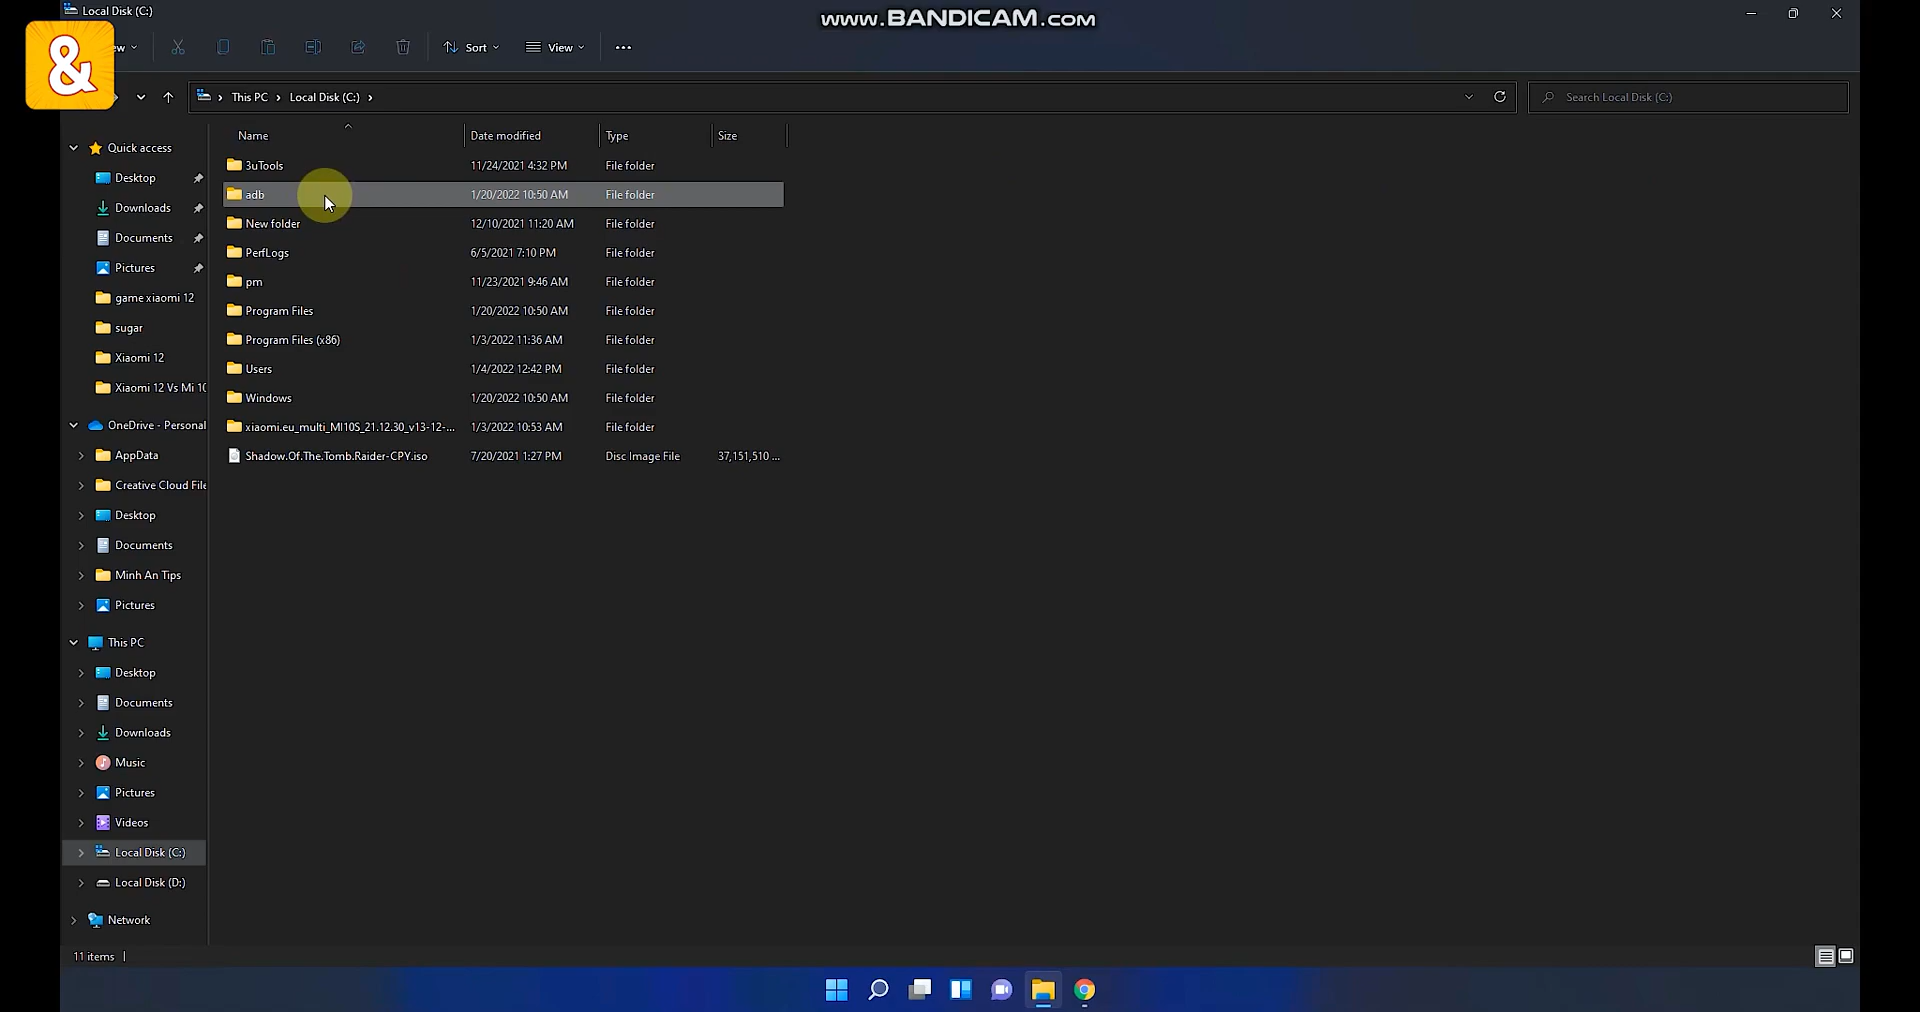 Local Disk (C:)
www.BANDICAM.com
&
ew
Sort
View
This PC > Local Disk (C:) >
Search Local Disk (C:)
Name Date modified Type Size
3uTools 11/24/2021 4:32 PM File folder
adb 1/20/2022 10:50 AM File folder
New folder 12/10/2021 11:20 AM File folder
PerfLogs 6/5/2021 7:10 PM File folder
pm 11/23/2021 9:46 AM File folder
Program Files 1/20/2022 10:50 AM File folder
Program Files (x86) 1/3/2022 11:36 AM File folder
Users 1/4/2022 12:42 PM File folder
Windows 1/20/2022 10:50 AM File folder
xiaomi.eu_multi_MI10S_21.12.30_v13-12-... 1/3/2022 10:53 AM File folder
Shadow.Of.The.Tomb.Raider-CPY.iso 7/20/2021 1:27 PM Disc Image File 37,151,510 ...
Quick access
Desktop
Downloads
Documents
Pictures
game xiaomi 12
sugar
Xiaomi 12
Xiaomi 12 Vs Mi 10
OneDrive - Personal
AppData
Creative Cloud File
Desktop
Documents
Minh An Tips
Pictures
This PC
Desktop
Documents
Downloads
Music
Pictures
Videos
Local Disk (C:)
Local Disk (D:)
Network
11 items